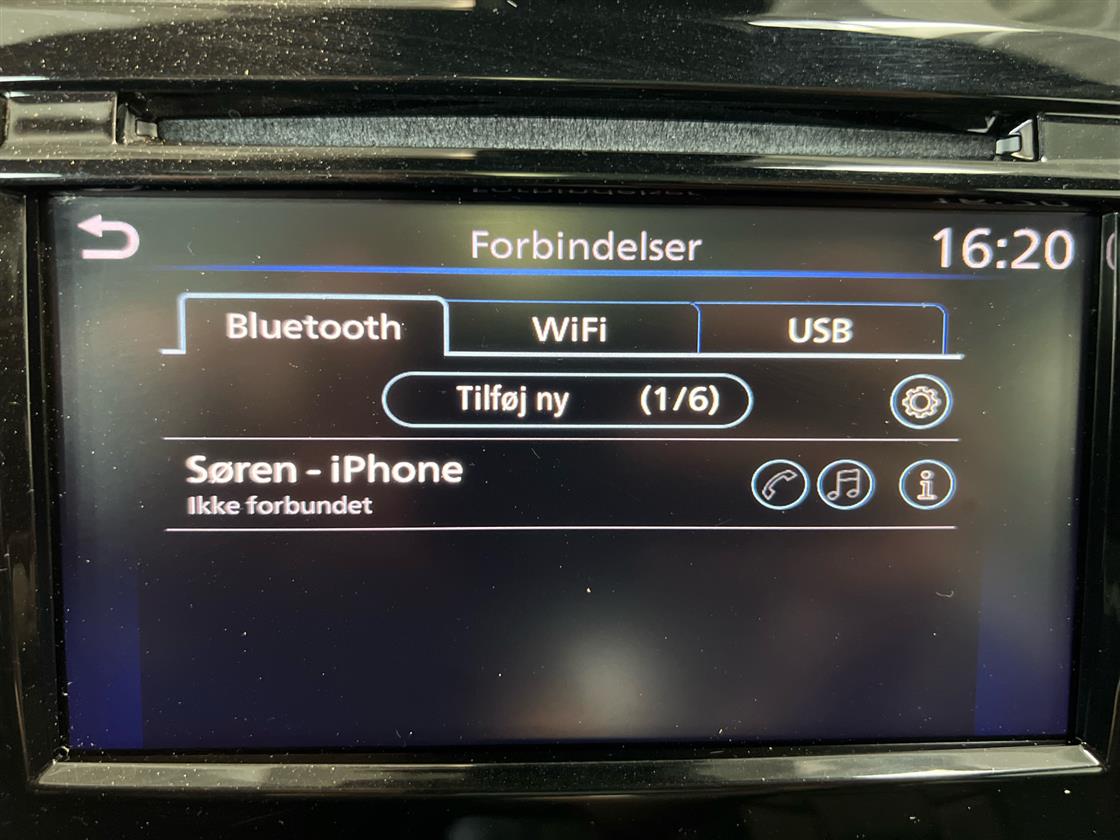 Forbindelser 16:20
Bluetooth WiFi USB
Tilføj ny (1/6)
Søren - iPhone
Ikke forbundet